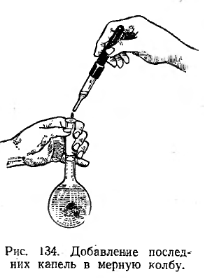 Рис. 134. Добавление послед-
них капель в мерную колбу.